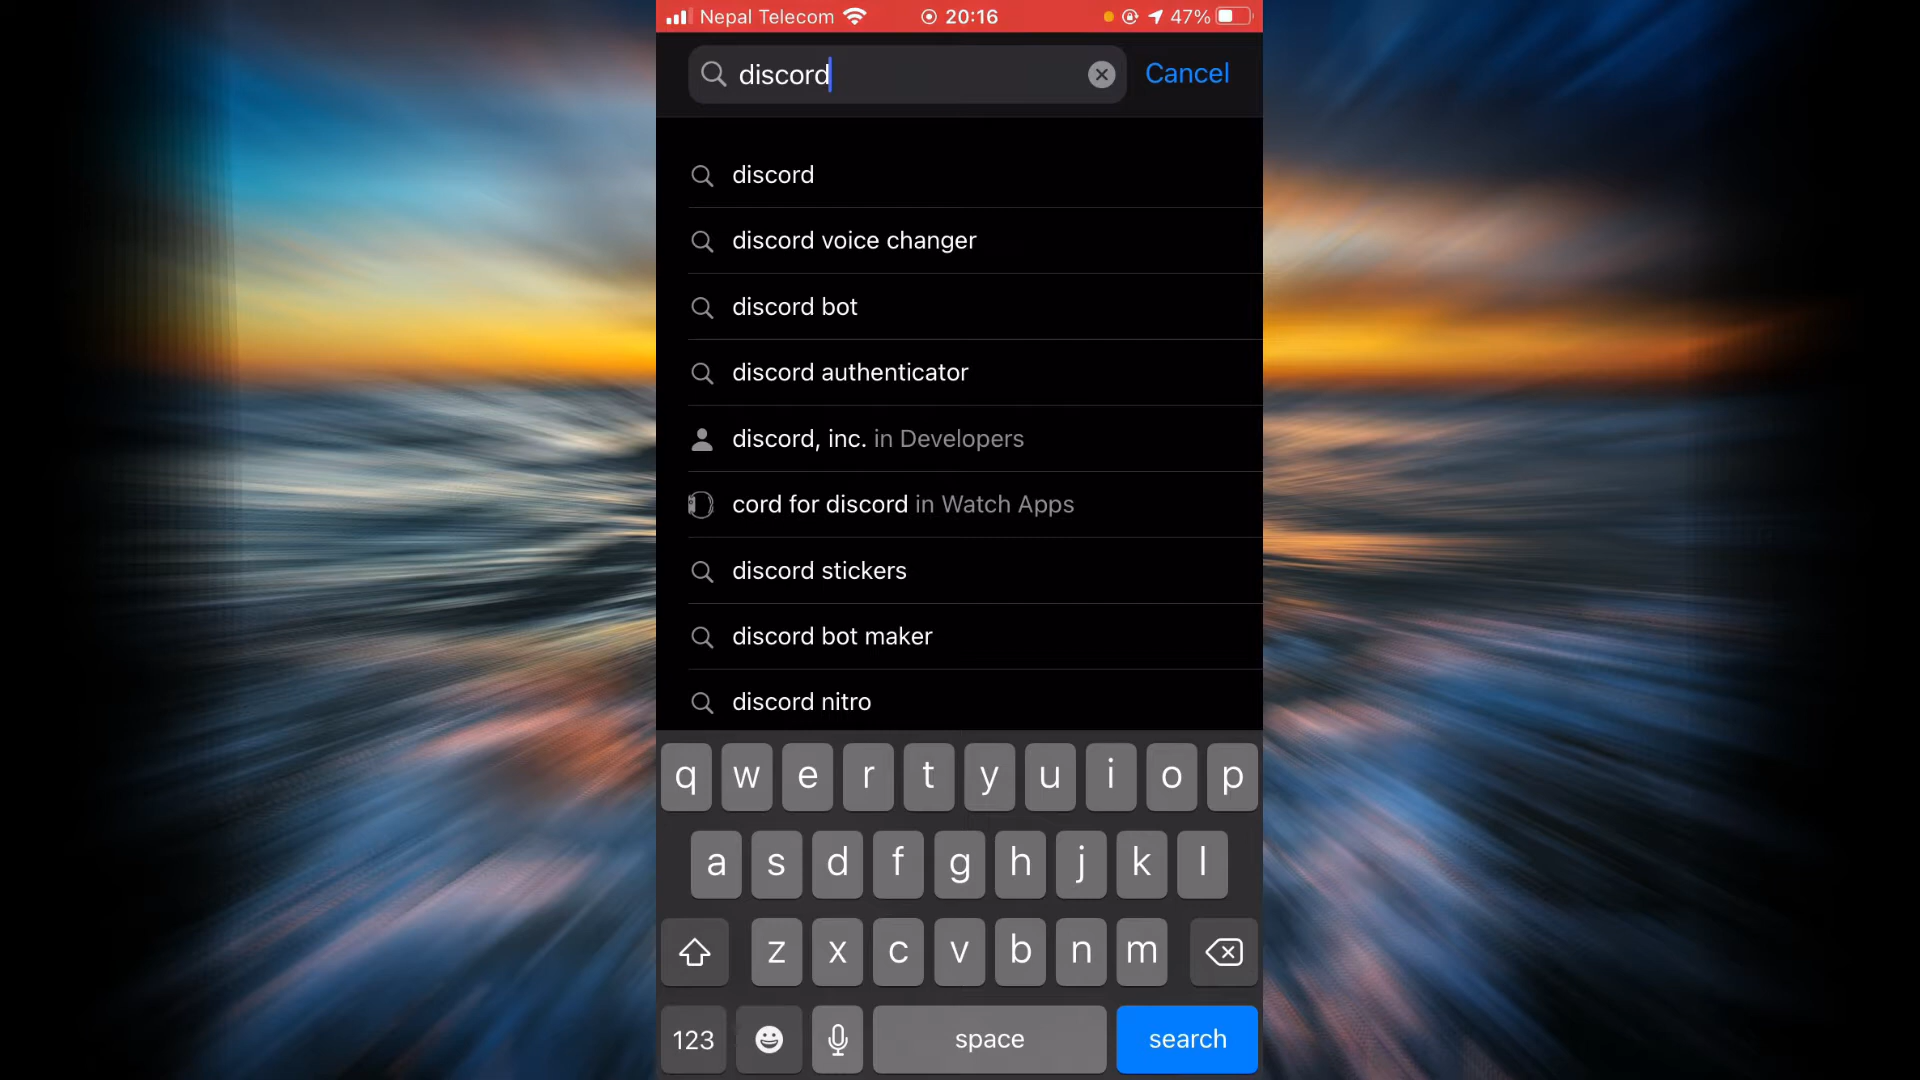 Nepal Telecom 20:16 47%
discord Cancel
discord
discord voice changer
discord bot
discord authenticator
discord, inc. in Developers
cord for discord in Watch Apps
discord stickers
discord bot maker
discord nitro
q w e r t y u i o p
a s d f g h j k l
z x c v b n m
123 space search